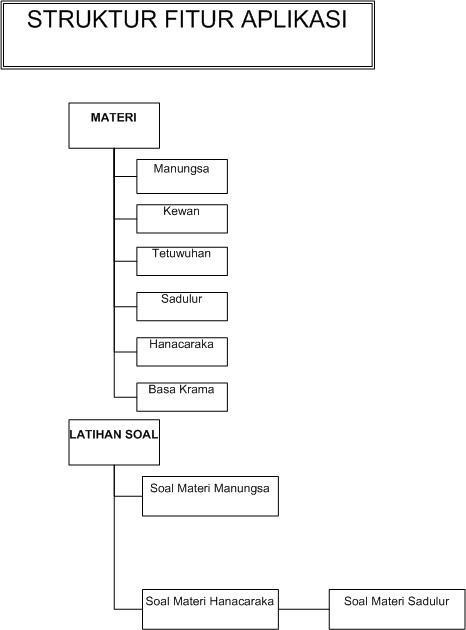 STRUKTUR FITUR APLIKASI
MATERI
Manungsa
Kewan
Tetuwuhan
Sadulur
Hanacaraka
Basa Krama
LATIHAN SOAL
Soal Materi Manungsa
Soal Materi Hanacaraka
Soal Materi Sadulur